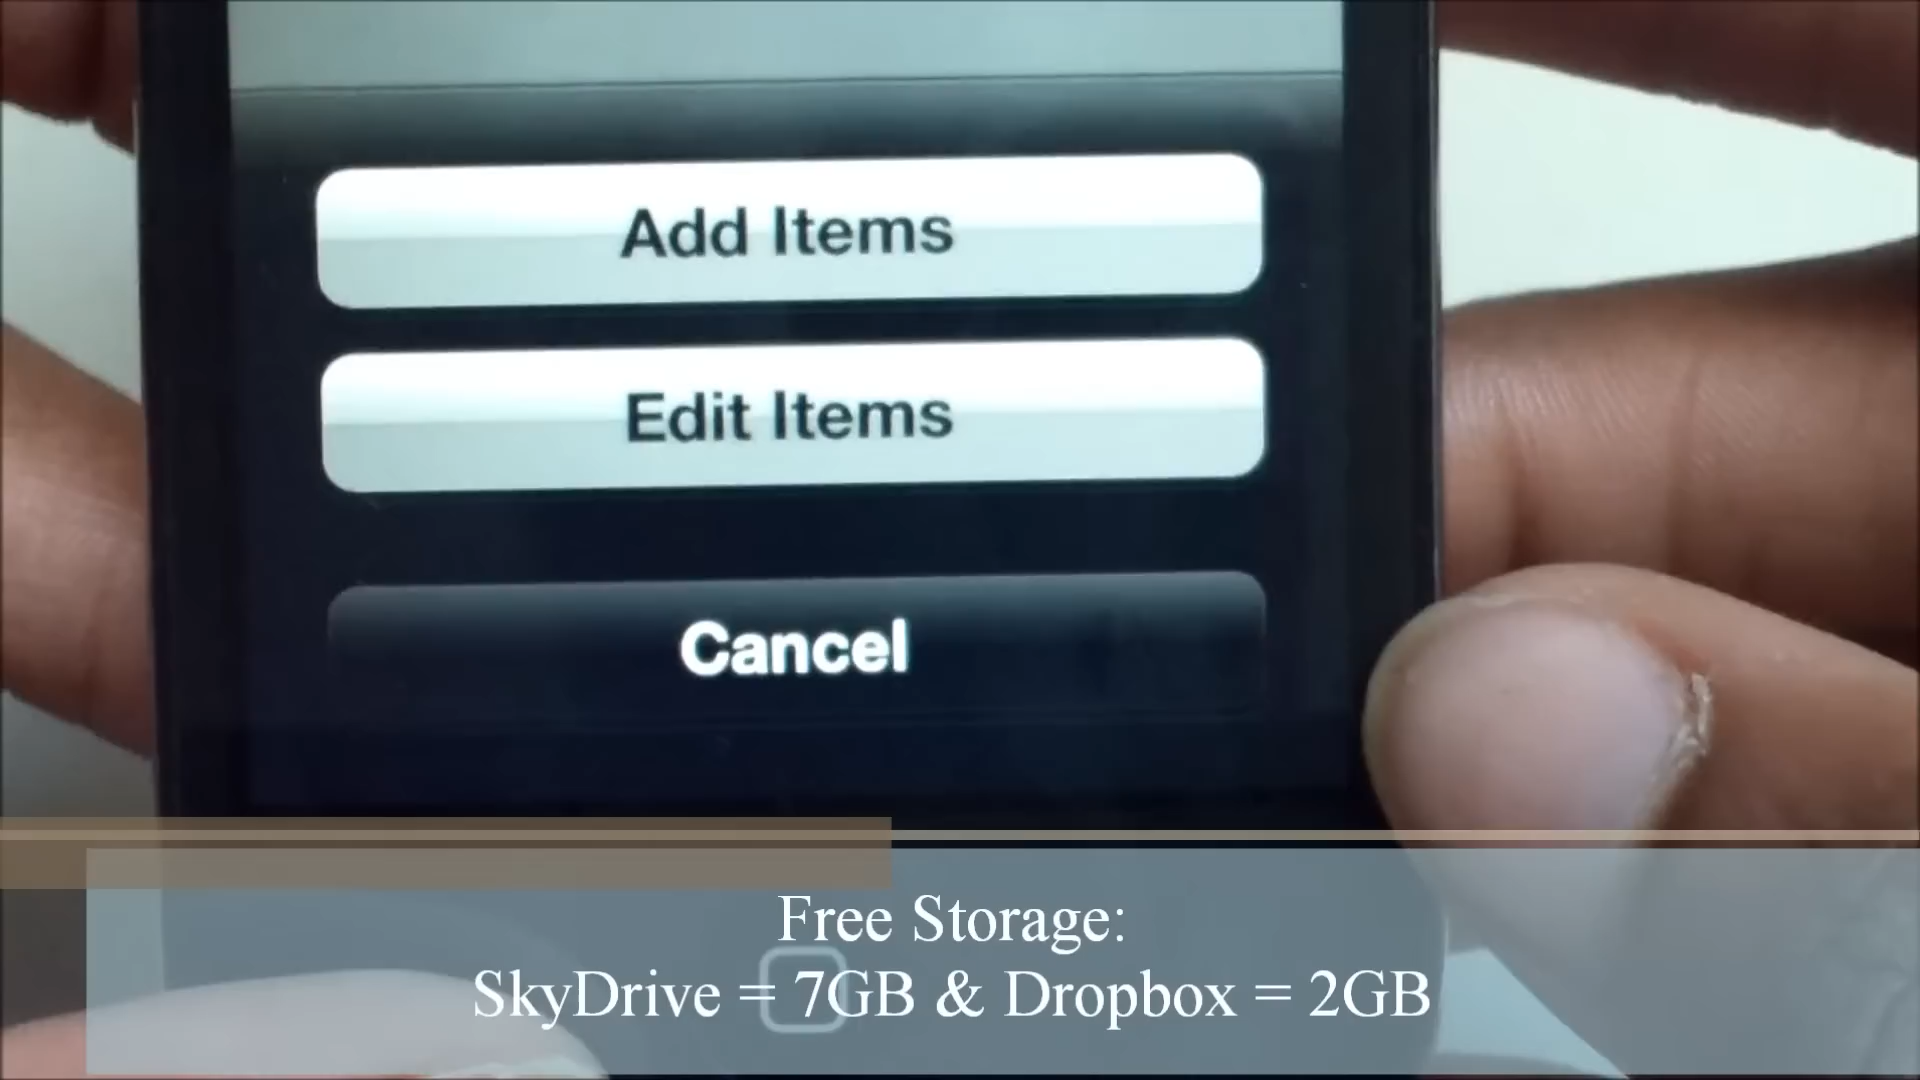 Add Items
Edit Items
Cancel
Free Storage:
SkyDrive = 7GB & Dropbox = 2GB